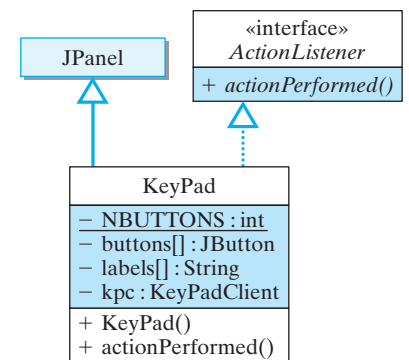 «interface»
ActionListener
+ actionPerformed()
JPanel
KeyPad
− NBUTTONS : int
− buttons[] : JButton
− labels[] : String
− kpc : KeyPadClient
+ KeyPad()
+ actionPerformed()